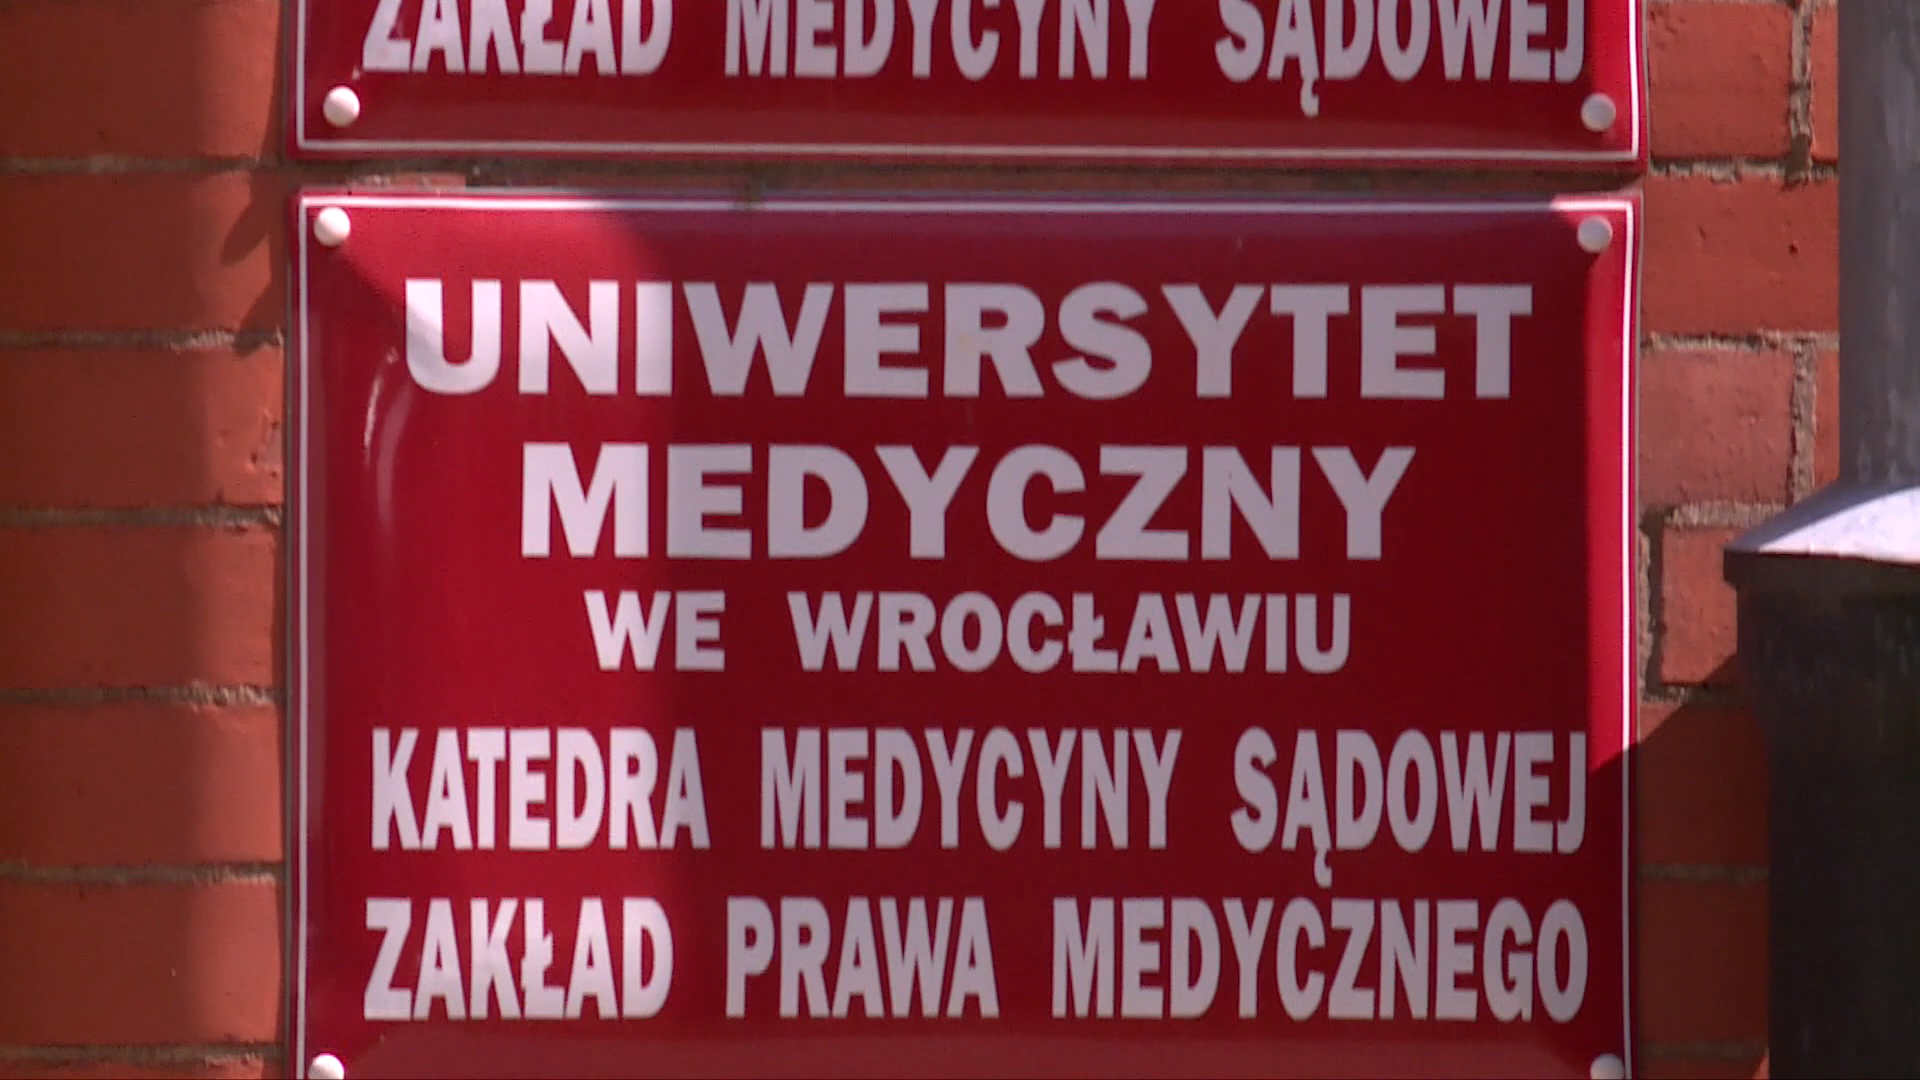 ZAKŁAD MEDYCYNY SĄDOWEJ
UNIWERSYTET
MEDYCZNY
WE WROCŁAWIU
KATEDRA MEDYCYNY SĄDOWEJ
ZAKŁAD PRAWA MEDYCZNEGO